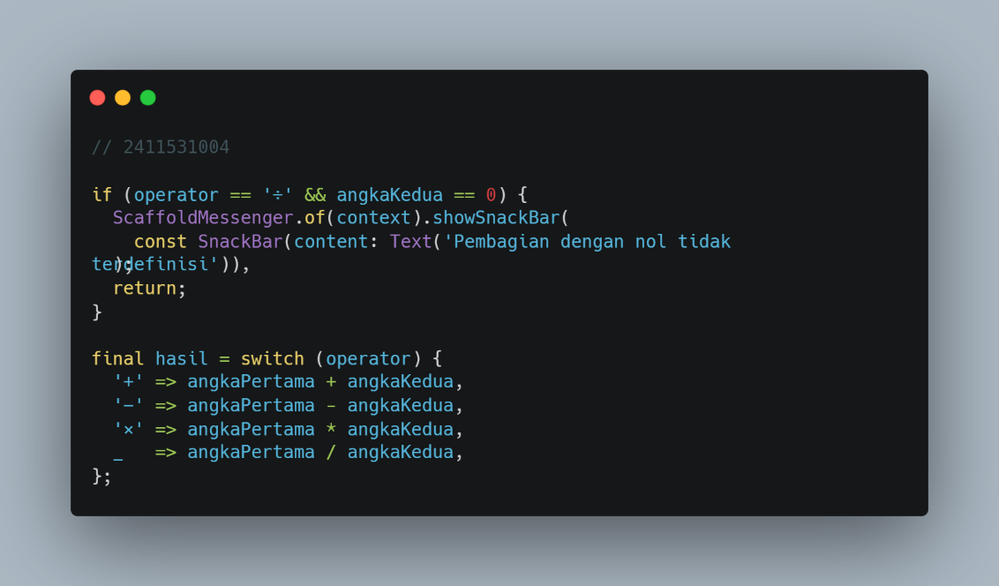 // 2411531004

if (operator == '÷' && angkaKedua == 0) {
  ScaffoldMessenger.of(context).showSnackBar(
    const SnackBar(content: Text('Pembagian dengan nol tidak
terdefinisi')),
  );
  return;
}

final hasil = switch (operator) {
  '+' => angkaPertama + angkaKedua,
  '−' => angkaPertama - angkaKedua,
  '×' => angkaPertama * angkaKedua,
  _   => angkaPertama / angkaKedua,
};